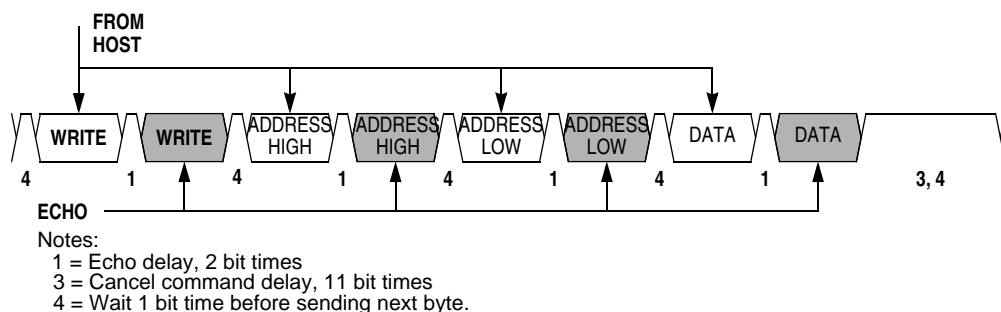 FROM
HOST
WRITE WRITE ADDRESS HIGH ADDRESS HIGH ADDRESS LOW ADDRESS LOW DATA DATA
4 1 4 1 4 1 4 1 3, 4
ECHO
Notes:
1 = Echo delay, 2 bit times
3 = Cancel command delay, 11 bit times
4 = Wait 1 bit time before sending next byte.